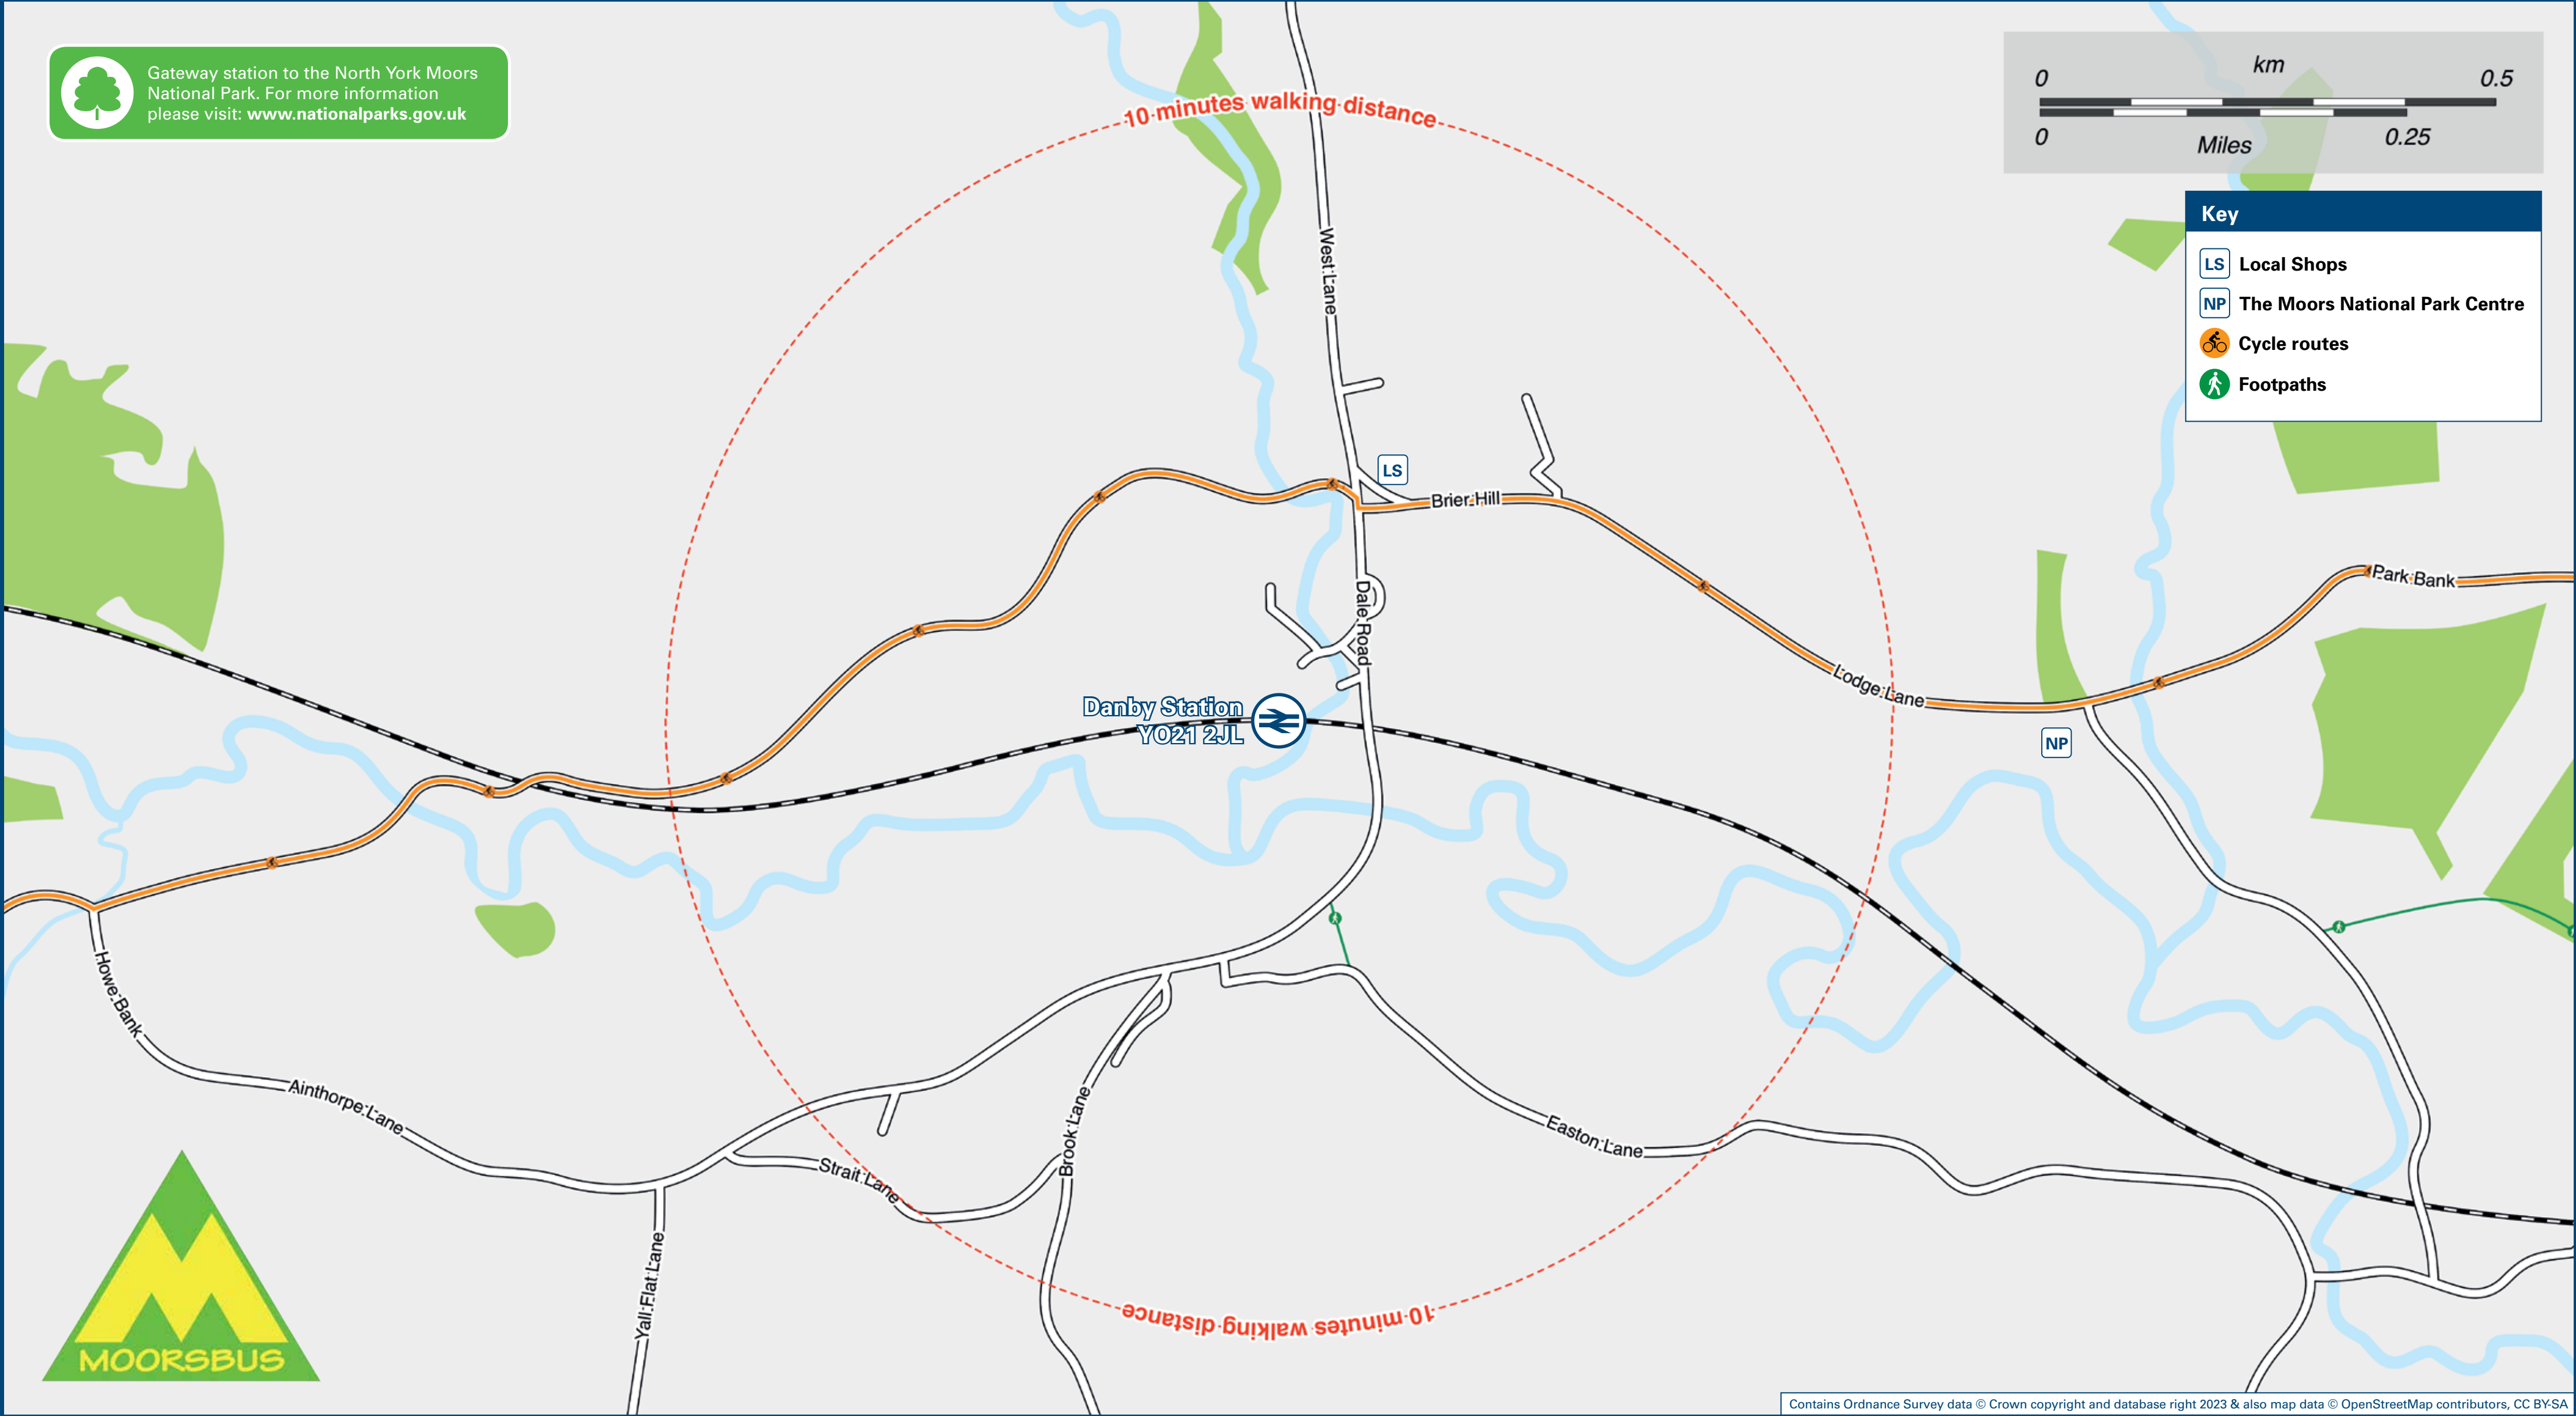 Gateway station to the North York Moors
National Park. For more information
please visit: www.nationalparks.gov.uk
km
0 0.5
0 0.25
Miles
Key
LS Local Shops
NP The Moors National Park Centre
Cycle routes
Footpaths
10 minutes walking distance
West Lane
LS
Brier Hill
Park Bank
Dale Road
Lodge Lane
Danby Station
YO21 2JL
NP
Howe Bank
Ainthorpe Lane
Brook Lane
Easton Lane
Strait Lane
Yall Flat Lane
10 minutes walking distance
MOORSBUS
Contains Ordnance Survey data © Crown copyright and database right 2023 & also map data © OpenStreetMap contributors, CC BY-SA